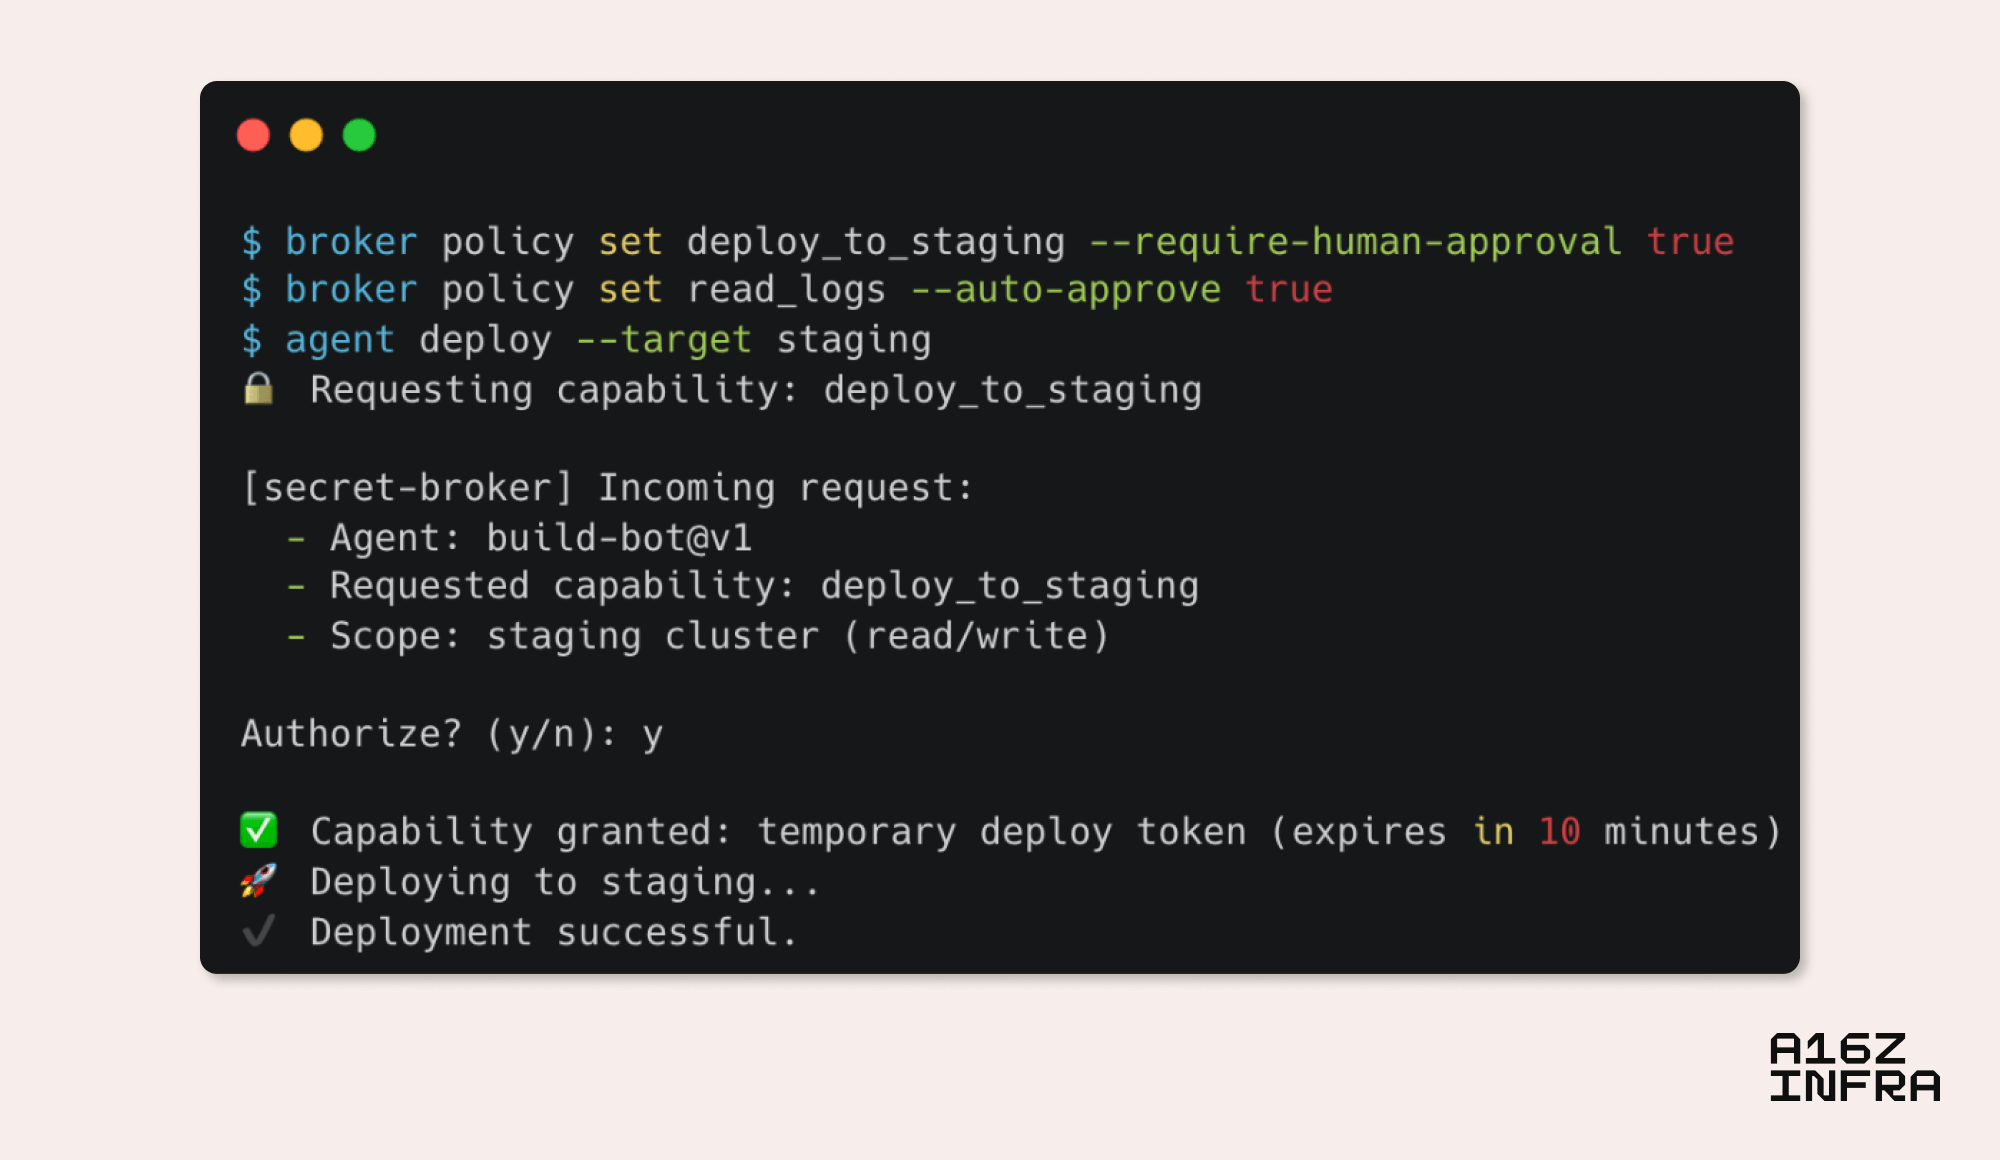 $ broker policy set deploy_to_staging --require-human-approval true
$ broker policy set read_logs --auto-approve true
$ agent deploy --target staging
🔒 Requesting capability: deploy_to_staging
[secret-broker] Incoming request:
- Agent: build-bot@v1
- Requested capability: deploy_to_staging
- Scope: staging cluster (read/write)
Authorize? (y/n): y
✅ Capability granted: temporary deploy token (expires in 10 minutes)
🚀 Deploying to staging...
✔ Deployment successful.
A16Z
INFRA